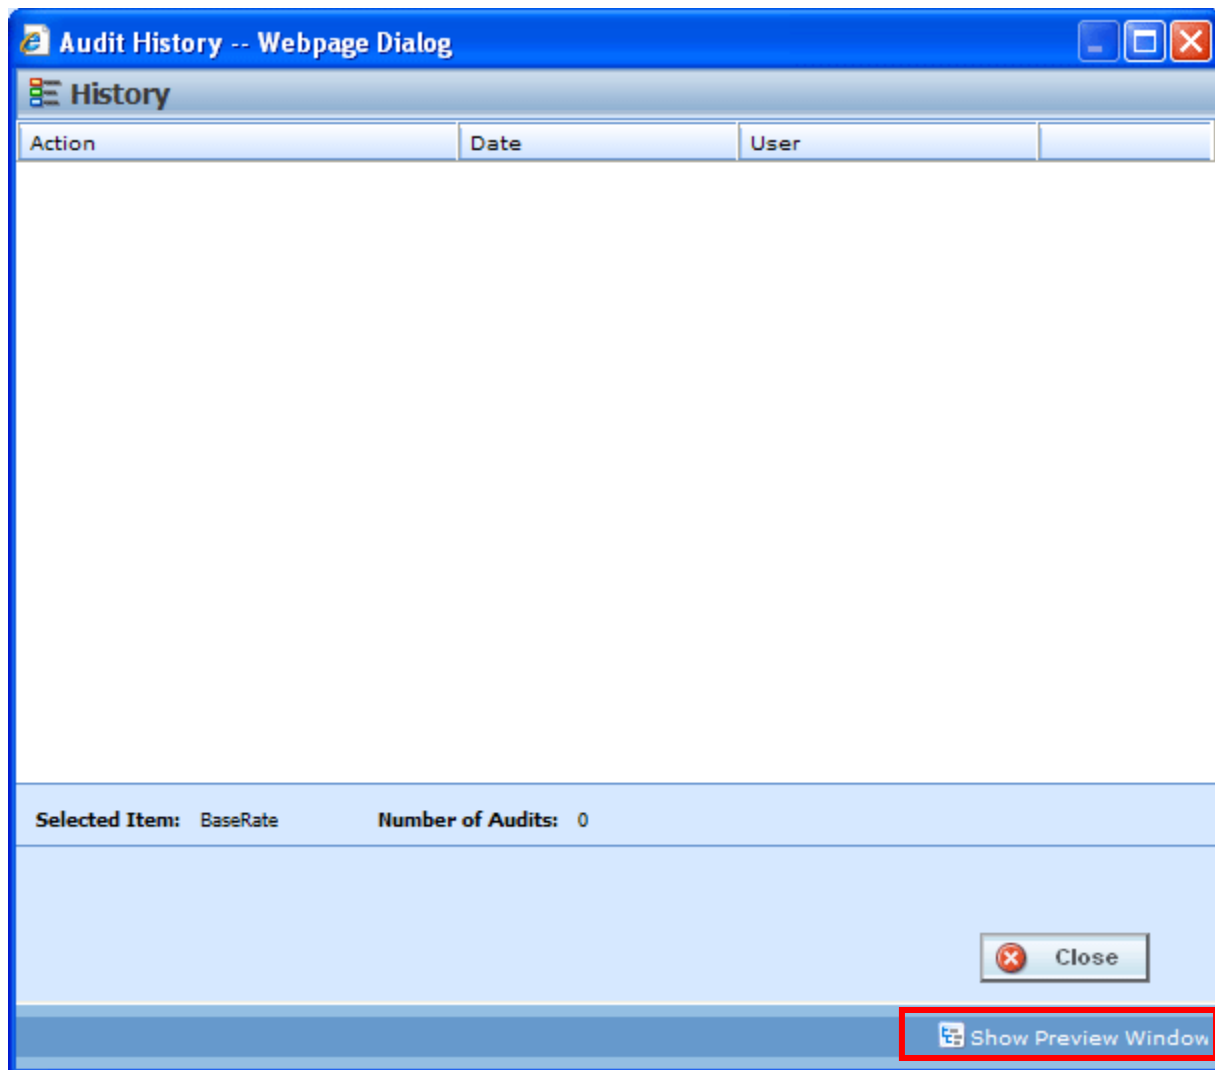 Audit History -- Webpage Dialog
History
Action Date User
Selected Item: BaseRate Number of Audits: 0
Close
Show Preview Window